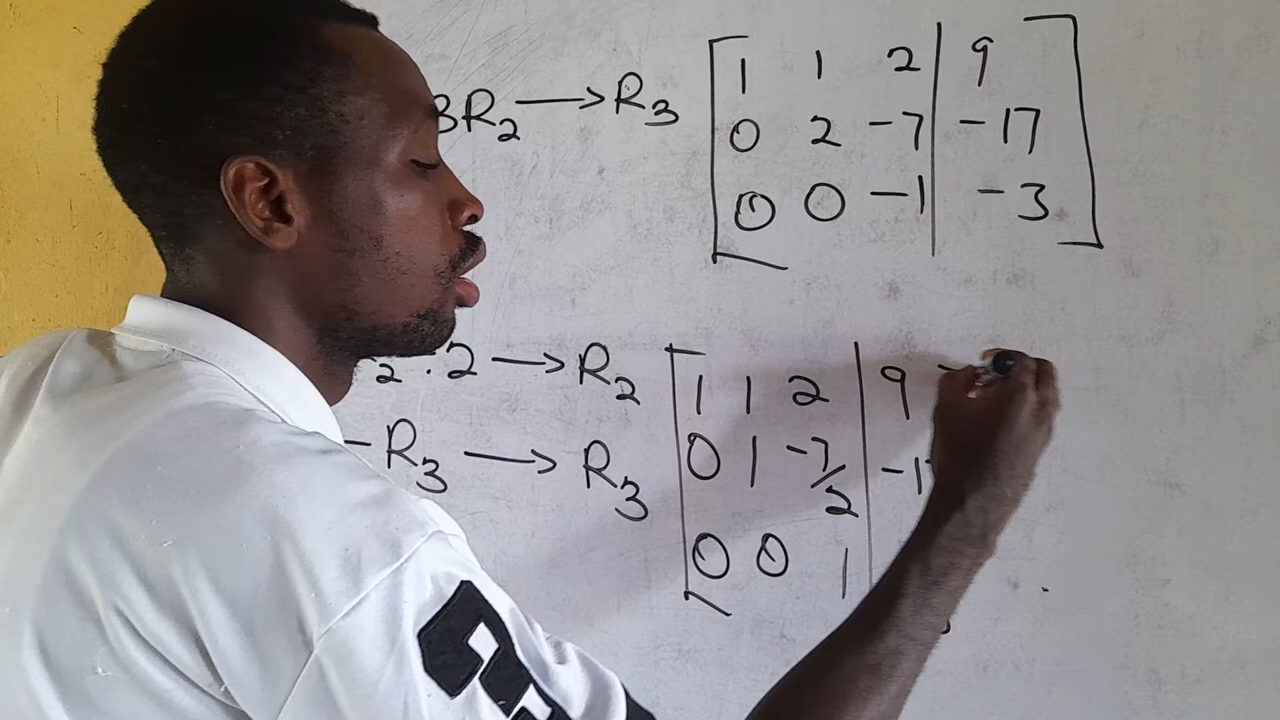 3R₂ → R₃ [ 1 1 2 | 9 ]
[ 0 2 -7 | -17 ]
[ 0 0 -1 | -3 ]
₂ . 2 → R₂ [ 1 1 2 | 9
-R₃ → R₃ [ 0 1 -7/2 | -1
[ 0 0 1 |